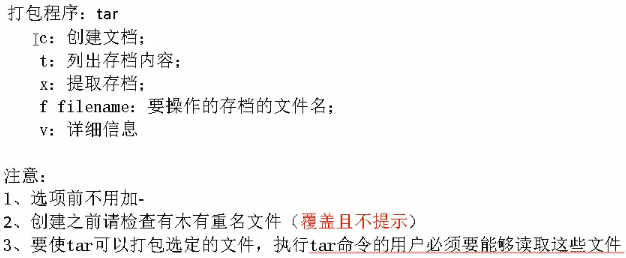 打包程序：tar
c：创建文档；
t：列出存档内容；
x：提取存档；
f filename：要操作的存档的文件名；
v：详细信息
注意：
1、选项前不用加-
2、创建之前请检查有木有重名文件（覆盖且不提示）
3、要使tar可以打包选定的文件，执行tar命令的用户必须要能够读取这些文件